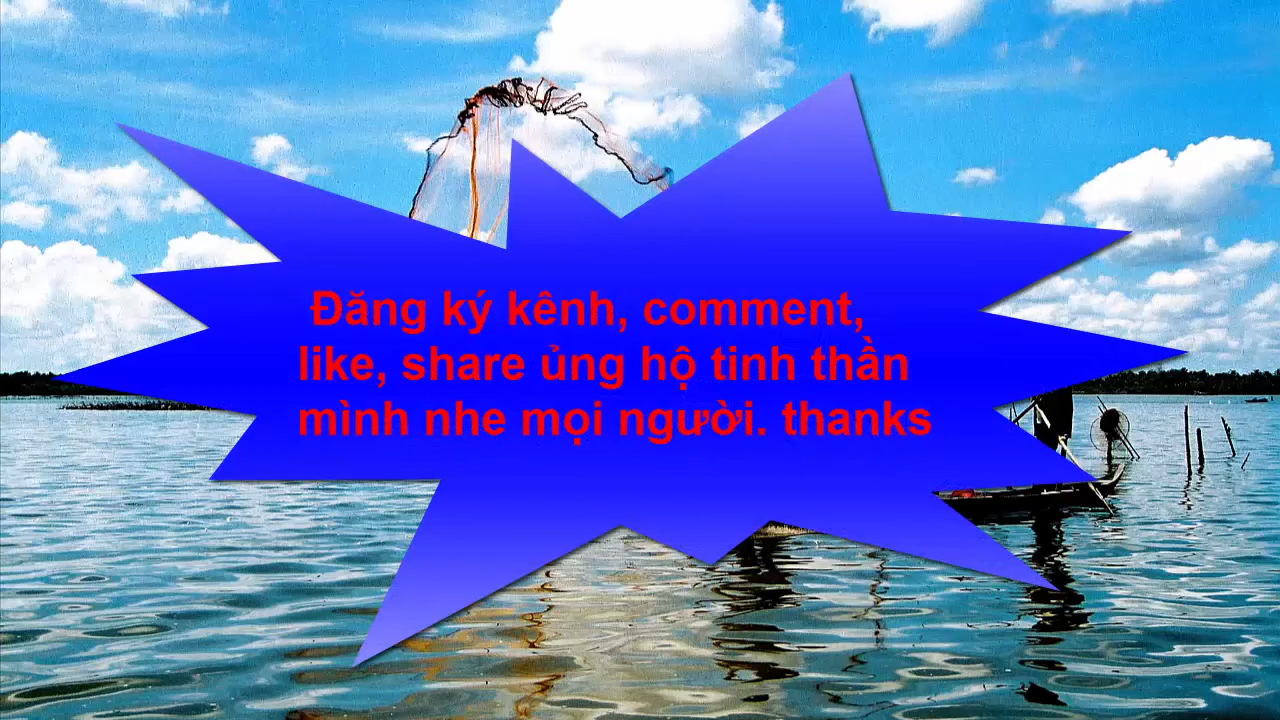 Đăng ký kênh, comment,
like, share ủng hộ tinh thần
mình nhe mọi người. thanks